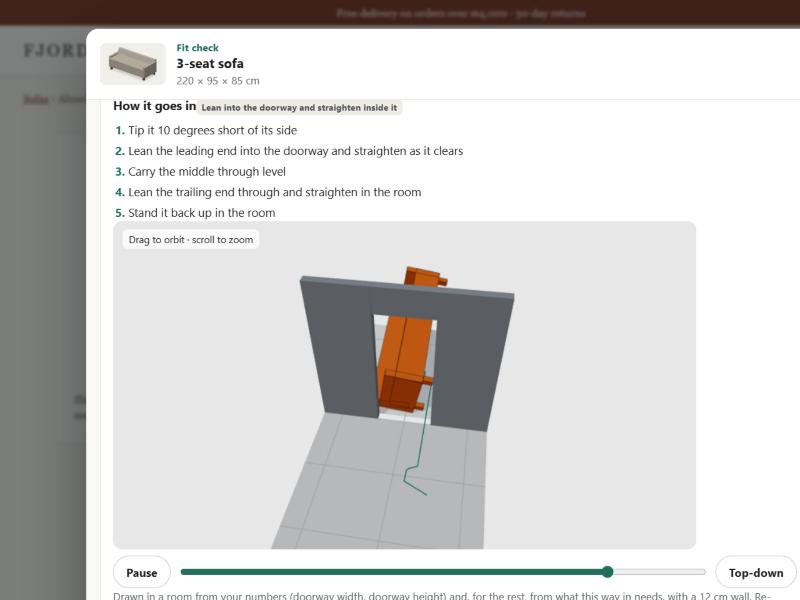 Free delivery on orders over
30-day returns
FJORD
Sofas
Fit check
3-seat sofa
220 × 95 × 85 cm
How it goes in Lean into the doorway and straighten inside it
1. Tip it 10 degrees short of its side
2. Lean the leading end into the doorway and straighten as it clears
3. Carry the middle through level
4. Lean the trailing end through and straighten in the room
5. Stand it back up in the room
Drag to orbit · scroll to zoom
Pause
Top-down
Drawn in a room from your numbers (doorway width, doorway height) and, for the rest, from what this way in needs, with a 12 cm wall. Re-